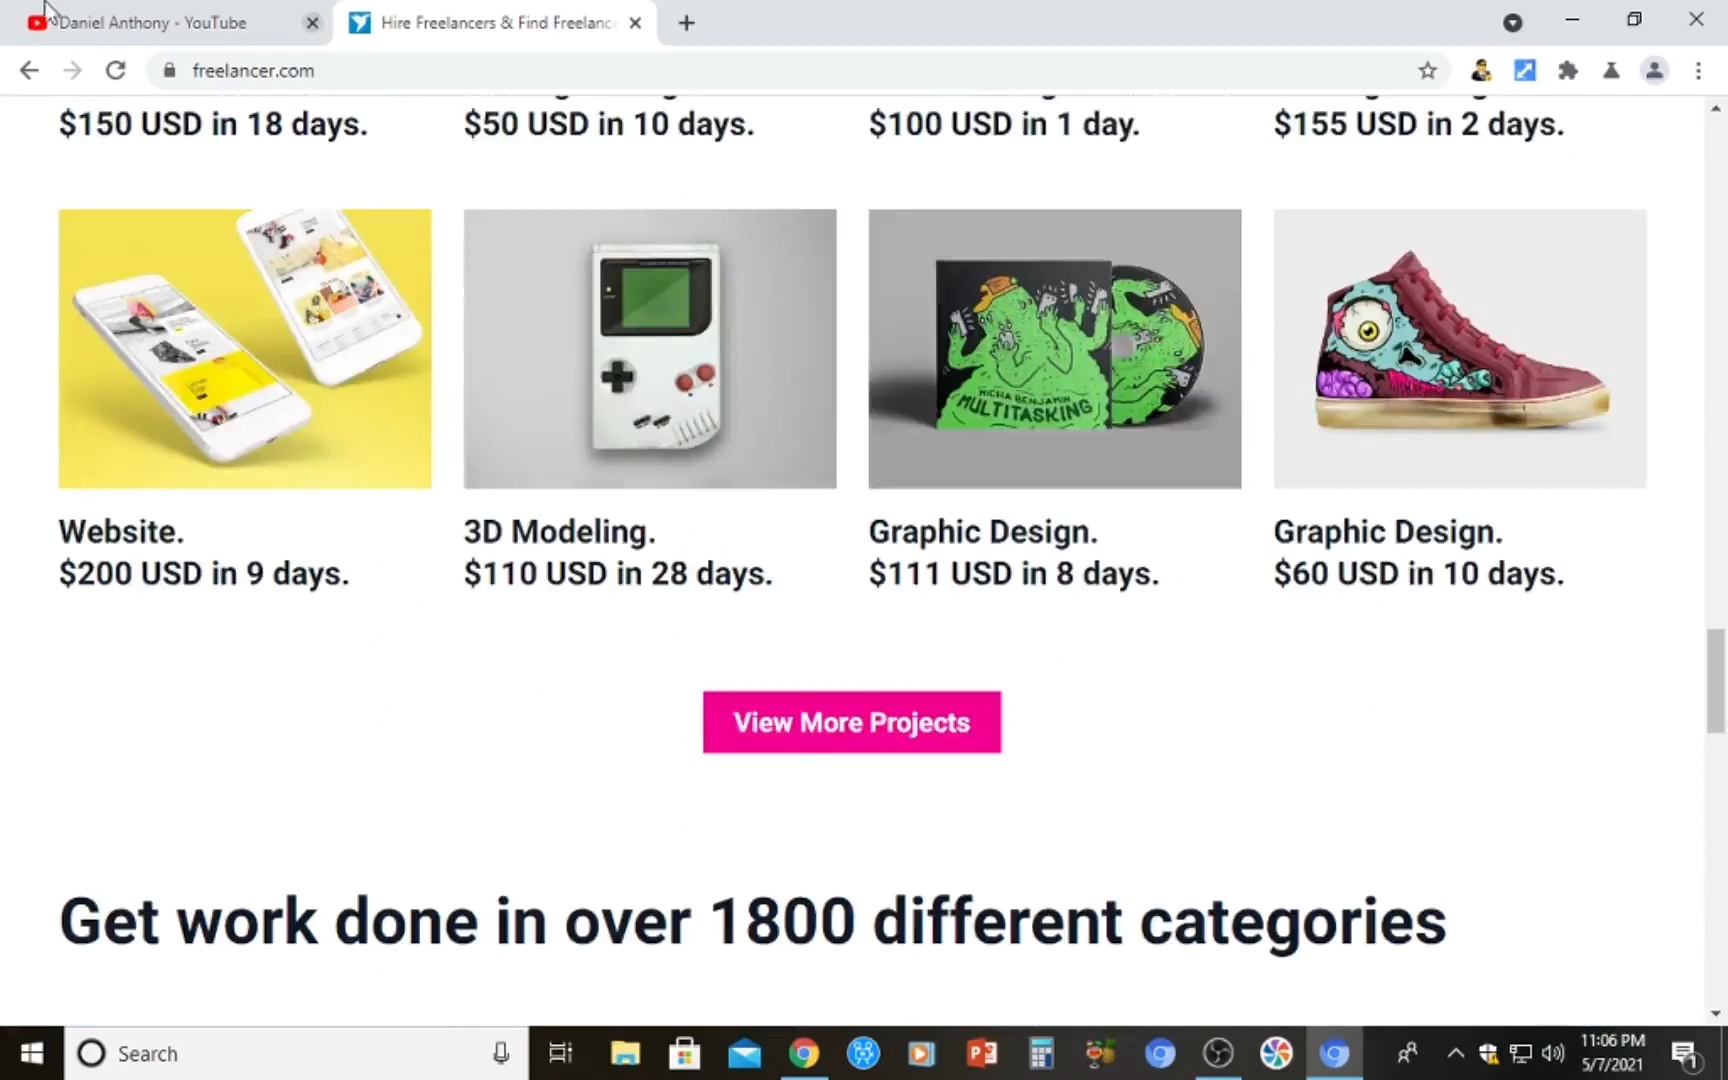 Daniel Anthony - YouTube
Hire Freelancers & Find Freelanc
freelancer.com
$150 USD in 18 days.
$50 USD in 10 days.
$100 USD in 1 day.
$155 USD in 2 days.
MICHA BENJAMIN
MULTITASKING
Website.
$200 USD in 9 days.
3D Modeling.
$110 USD in 28 days.
Graphic Design.
$111 USD in 8 days.
Graphic Design.
$60 USD in 10 days.
View More Projects
Get work done in over 1800 different categories
Search
11:06 PM
5/7/2021
1